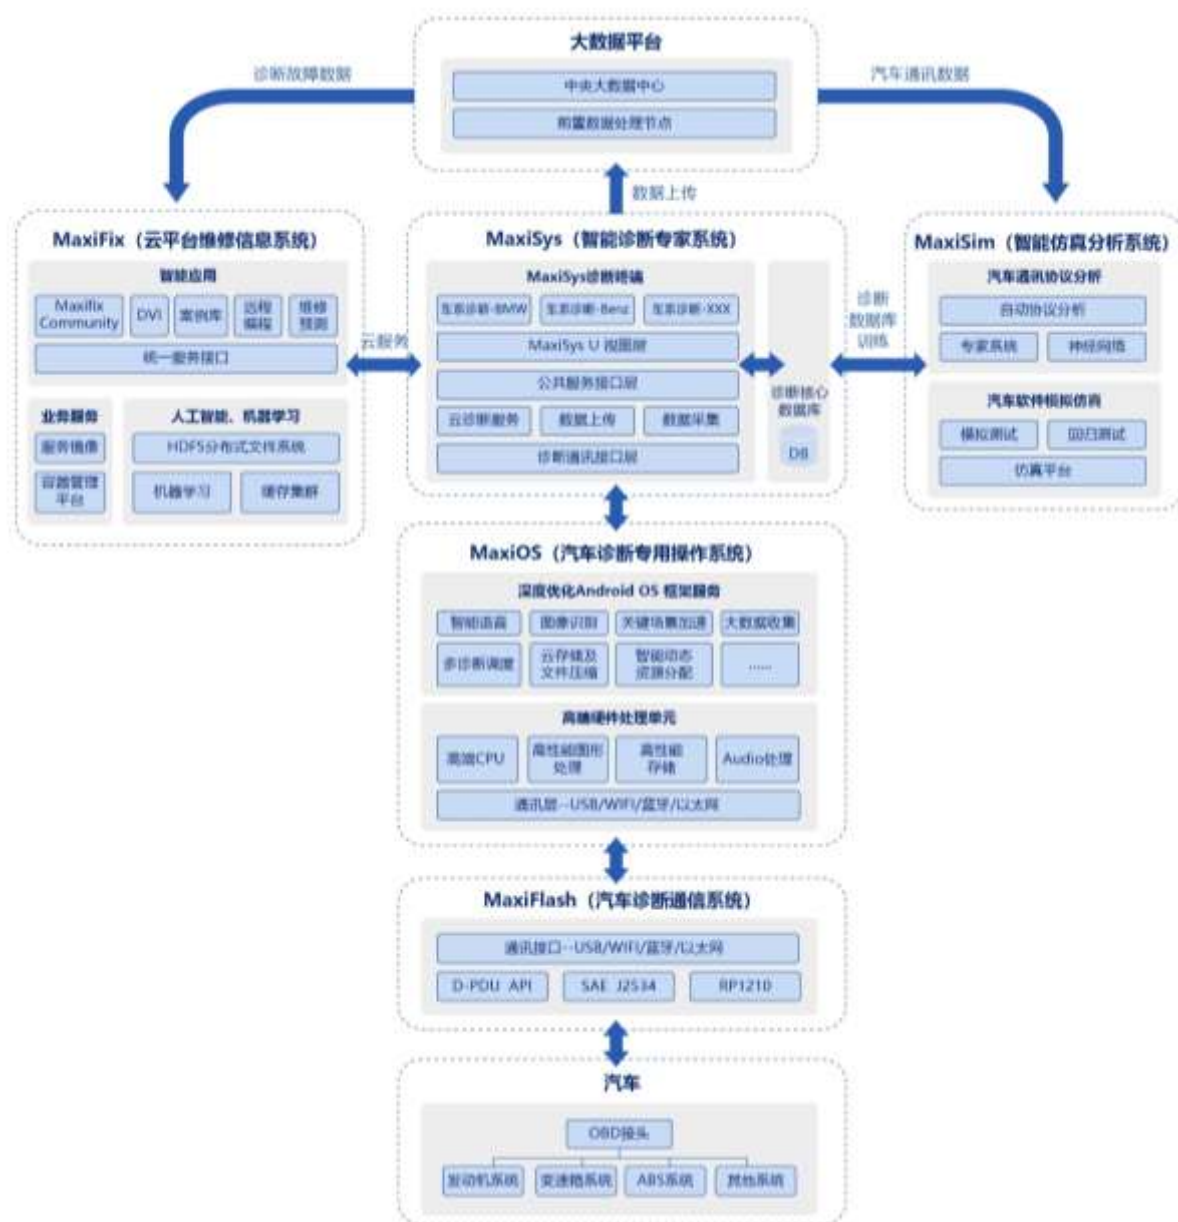 大数据平台
诊断故障数据
汽车通讯数据
中央大数据中心
前置数据处理节点
数据上传
MaxiFix（云平台维修信息系统）
智能应用
Maxifix
Community
DVI
案例库
远程
编程
维修
预测
统一服务接口
业务服务
服务镜像
容器管理
平台
人工智能、机器学习
HDFS分布式文件系统
机器学习
缓存集群
云服务
MaxiSys（智能诊断专家系统）
MaxiSys诊断终端
车系诊断-BMW
车系诊断-Benz
车系诊断-XXX
MaxiSys U 视图层
公共服务接口层
云诊断服务
数据上传
数据采集
诊断通讯接口层
诊断核心
数据库
DB
诊断
数据库
训练
MaxiSim（智能仿真分析系统）
汽车通讯协议分析
自动协议分析
专家系统
神经网络
汽车软件模拟仿真
模拟测试
回归测试
仿真平台
MaxiOS（汽车诊断专用操作系统）
深度优化Android OS 框架服务
智能语音
图像识别
关键场景加速
大数据收集
多诊断调度
云存储及
文件压缩
智能动态
资源分配
......
高端硬件处理单元
高端CPU
高性能图形
处理
高性能
存储
Audio处理
通讯层--USB/WIFI/蓝牙/以太网
MaxiFlash（汽车诊断通信系统）
通讯接口--USB/WIFI/蓝牙/以太网
D-PDU API
SAE J2534
RP1210
汽车
OBD接头
发动机系统
变速箱系统
ABS系统
其他系统